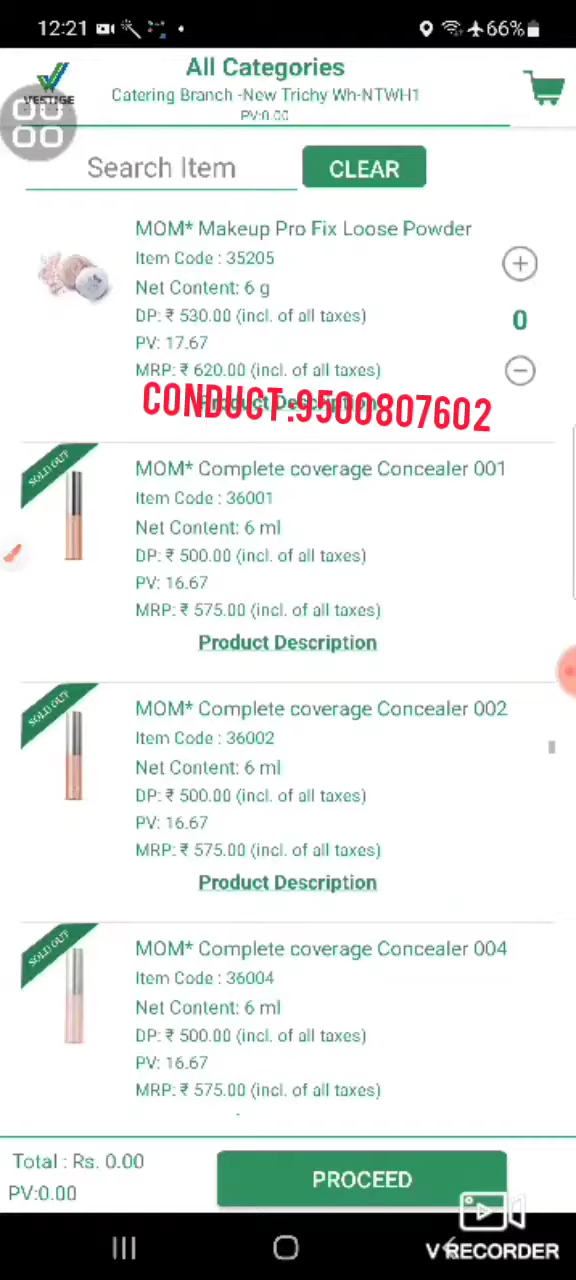 12:21
66%
All Categories
VESTIGE
Catering Branch -New Trichy Wh-NTWH1
PV:0.00
Search Item
CLEAR
MOM* Makeup Pro Fix Loose Powder
Item Code : 35205
Net Content: 6 g
DP: ₹ 530.00 (incl. of all taxes)
0
PV: 17.67
MRP: ₹ 620.00 (incl. of all taxes)
Product Description
CONDUCT:9500807602
SOLD OUT
MOM* Complete coverage Concealer 001
Item Code : 36001
Net Content: 6 ml
DP: ₹ 500.00 (incl. of all taxes)
PV: 16.67
MRP: ₹ 575.00 (incl. of all taxes)
Product Description
SOLD OUT
MOM* Complete coverage Concealer 002
Item Code : 36002
Net Content: 6 ml
DP: ₹ 500.00 (incl. of all taxes)
PV: 16.67
MRP: ₹ 575.00 (incl. of all taxes)
Product Description
SOLD OUT
MOM* Complete coverage Concealer 004
Item Code : 36004
Net Content: 6 ml
DP: ₹ 500.00 (incl. of all taxes)
PV: 16.67
MRP: ₹ 575.00 (incl. of all taxes)
Total : Rs. 0.00
PV:0.00
PROCEED
V RECORDER